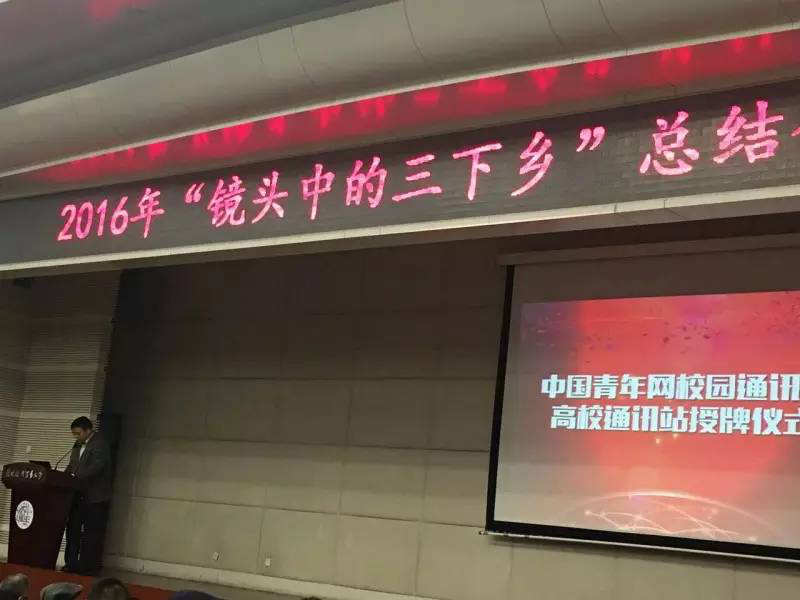 2016年“镜头中的三下乡”总结
中国青年网校园通讯
高校通讯站授牌仪式